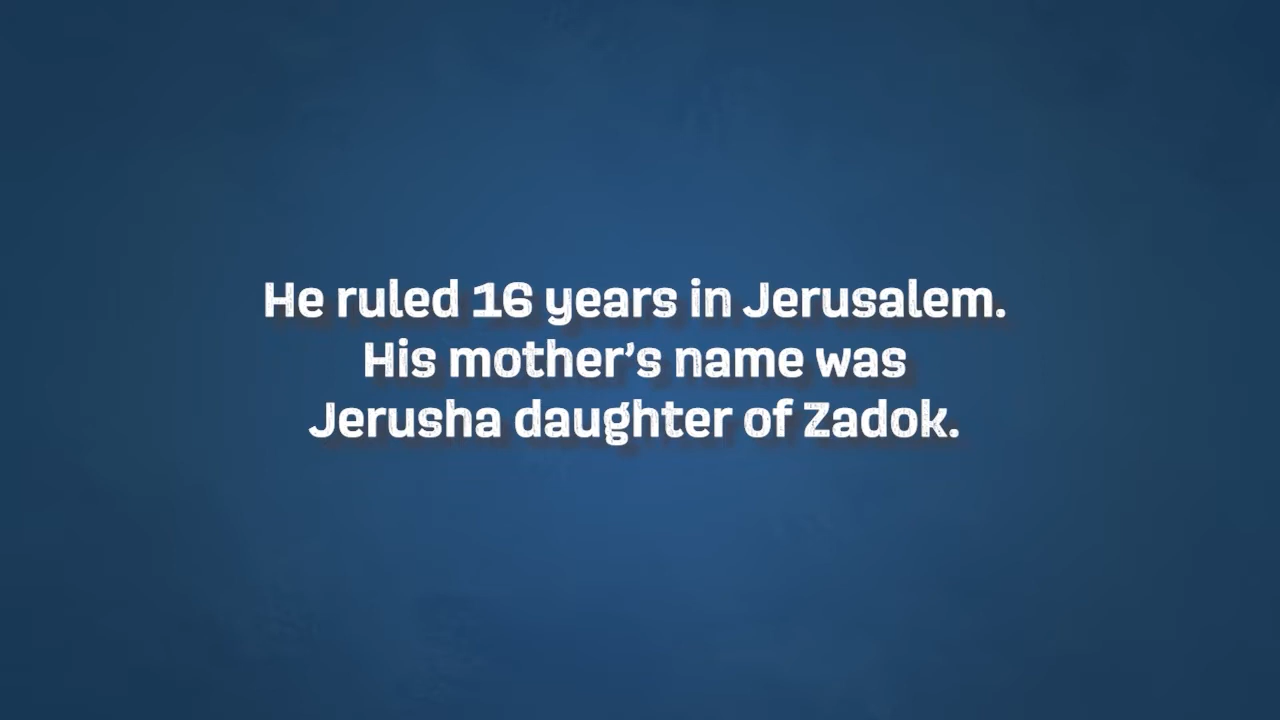 He ruled 16 years in Jerusalem.
His mother’s name was
Jerusha daughter of Zadok.